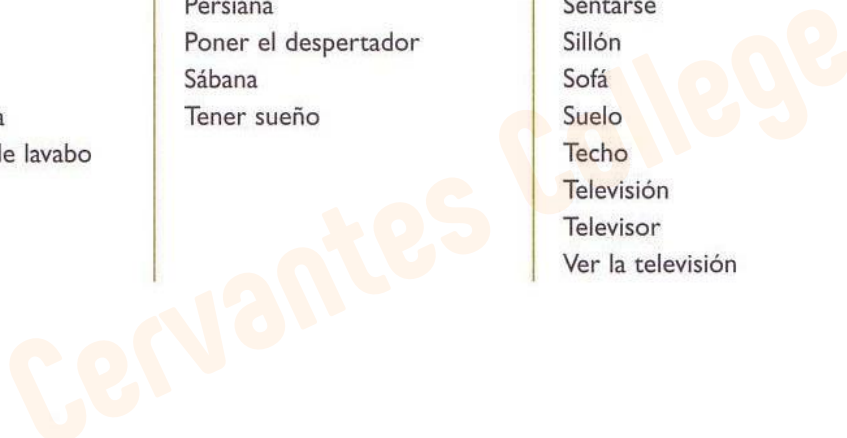 a
le lavabo
Persiana
Poner el despertador
Sábana
Tener sueño
Sentarse
Sillón
Sofá
Suelo
Techo
Televisión
Televisor
Ver la televisión
Cervantes College